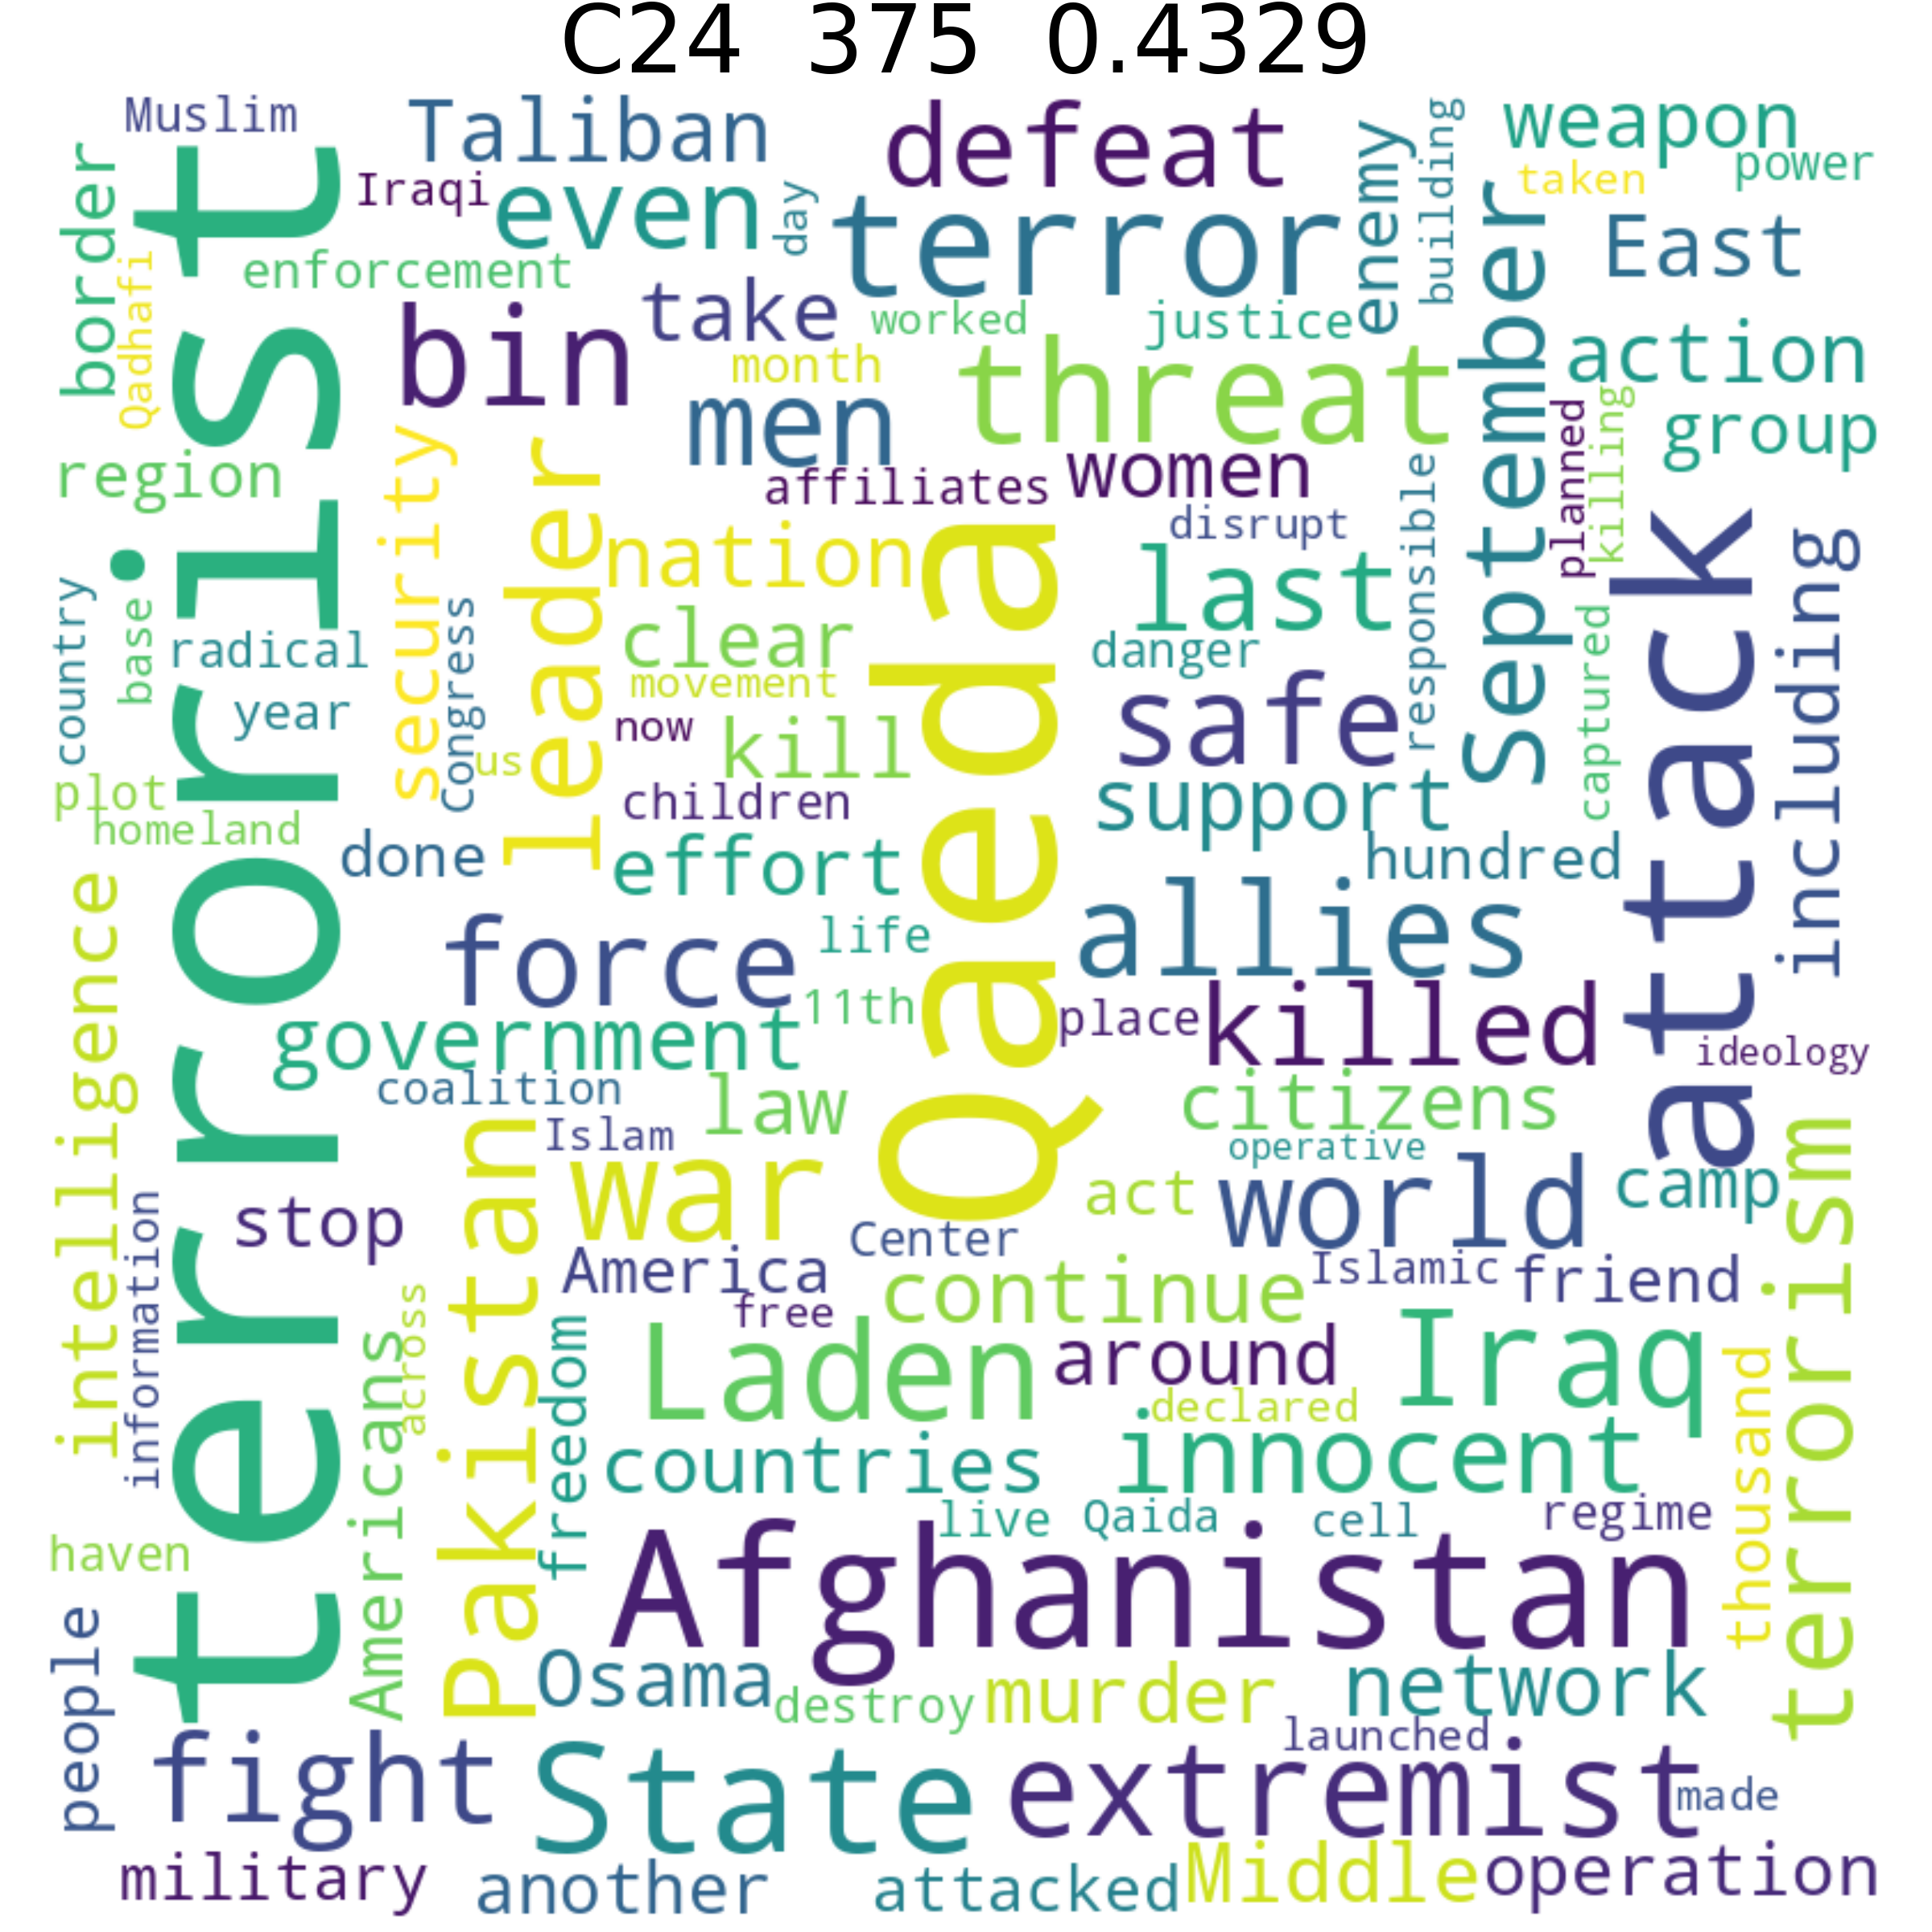 C24 375 0.4329
Muslim
Taliban
defeat
weapon
building
enemy
border
terrorist
Iraqi
even
day
terror
taken
power
September
East
Qadhafi
enforcement
bin
take
worked
justice
action
month
threat
men
planned
killing
group
region
security
leader
affiliates
women
responsible
disrupt
nation
Qaeda
last
attack
including
country
base
radical
Congress
clear
danger
captured
movement
year
now
kill
us
safe
plot
homeland
children
support
done
effort
hundred
intelligence
force
life
allies
11th
place
killed
government
ideology
coalition
law
citizens
Islam
operative
Pakistan
war
act
world
camp
terrorism
information
stop
Center
America
continue
Islamic
friend
across
free
Americans
freedom
Laden
around
Iraq
declared
thousand
countries
innocent
live
Qaida
cell
regime
haven
Afghanistan
people
Osama
destroy
murder
network
launched
fight
State
extremist
made
military
another
attacked
Middle
operation